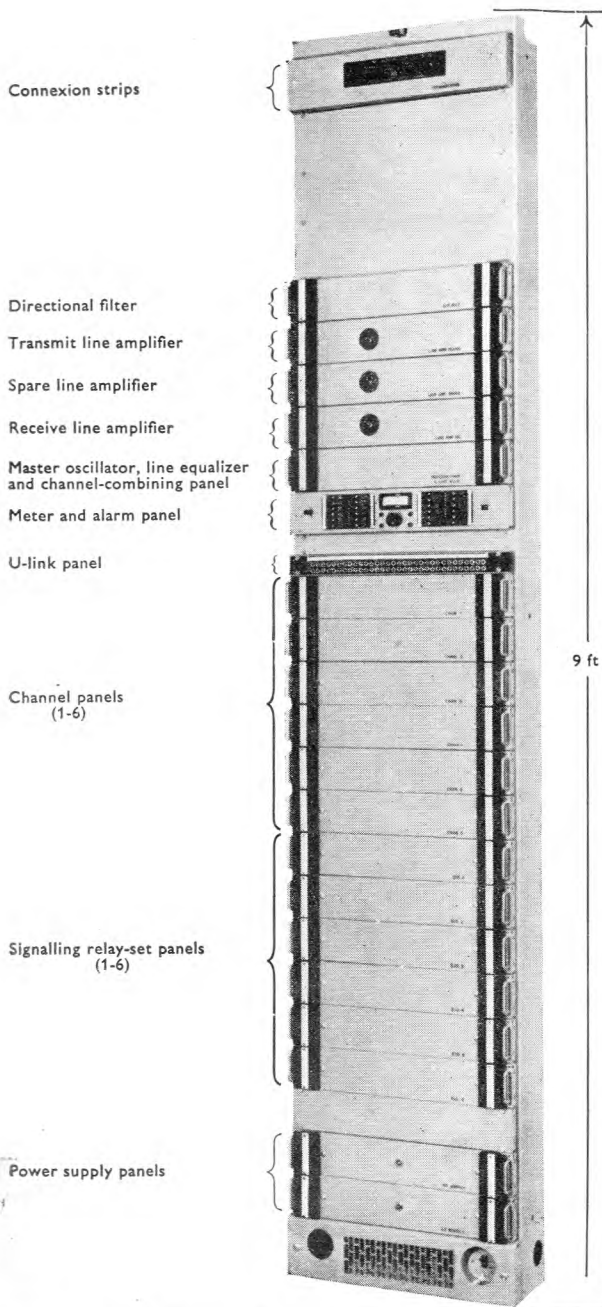 Connexion strips
Directional filter
Transmit line amplifier
Spare line amplifier
Receive line amplifier
Master oscillator, line equalizer
and channel-combining panel
Meter and alarm panel
U-link panel
Channel panels
(1-6)
9 ft
Signalling relay-set panels
(1-6)
Power supply panels